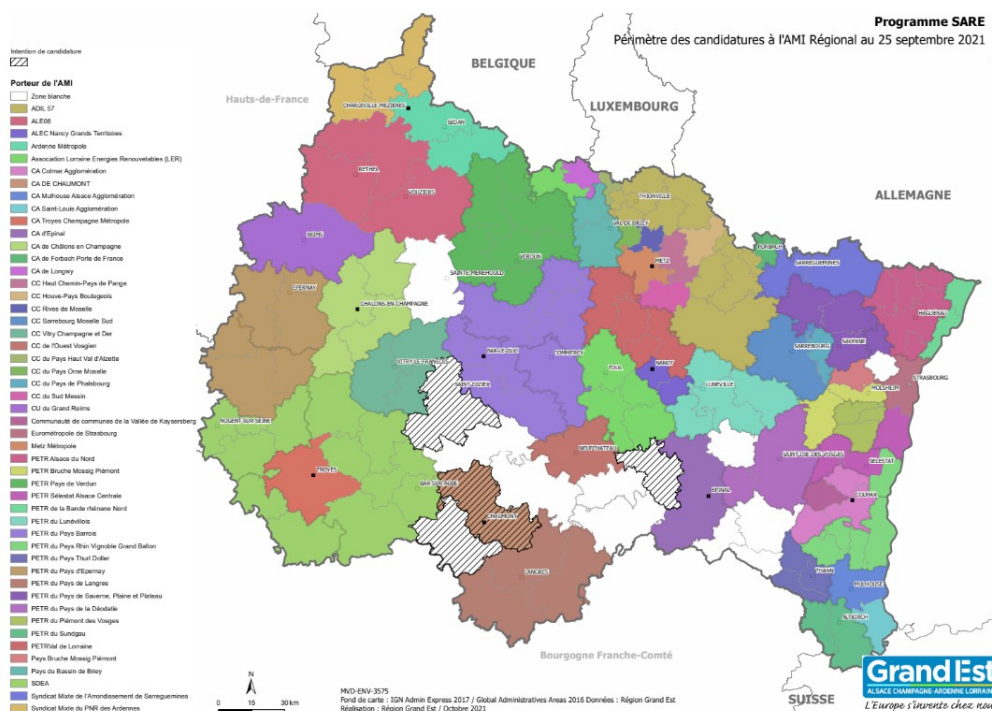 Programme SARE
Périmètre des candidatures à l'AMI Régional au 25 septembre 2021
Intention de candidature
Porteur de l'AMI
Zone blanche
ADIL 57
ALE08
ALEC Nancy Grands Territoires
Ardenne Métropole
Association Lorraine Energies Renouvelables (LER)
CA Colmar Agglomération
CA DE CHAUMONT
CA Mulhouse Alsace Agglomération
CA Saint-Louis Agglomération
CA Troyes Champagne Métropole
CA d'Epinal
CA de Châlons en Champagne
CA de Forbach Porte de France
CA de Longwy
CC Haut Chemin-Pays de Pange
CC Houve-Pays Boulageois
CC Rives de Moselle
CC Sarrebourg Moselle Sud
CC Vitry Champagne et Der
CC de l'Ouest Vosgien
CC du Pays Haut Val d'Alzette
CC du Pays Orne Moselle
CC du Pays de Phalsbourg
CC du Sud Messin
CU du Grand Reims
Communauté de communes de la Vallée de Kaysersberg
Eurométropole de Strasbourg
Metz Métropole
PETR Alsace du Nord
PETR Bruche Mossig Piémont
PETR Pays de Verdun
PETR Sélestat Alsace Centrale
PETR de la Bande rhénane Nord
PETR du Lunévillois
PETR du Pays Barrois
PETR du Pays Rhin Vignoble Grand Ballon
PETR du Pays Thurl Doller
PETR du Pays d'Epernay
PETR du Pays de Langres
PETR du Pays de Saverne, Plaine et Plateau
PETR du Pays de la Déodatie
PETR du Piémont des Vosges
PETR du Sundgau
PETRVal de Lorraine
Pays Bruche Mossig Piémont
Pays du Bassin de Briey
SDEA
Syndicat Mixte de l'Arrondissement de Sarreguemines
Syndicat Mixte du PNR des Ardennes
BELGIQUE
LUXEMBOURG
ALLEMAGNE
SUISSE
Hauts-de-France
Bourgogne Franche-Comté
CHARLEVILLE-MEZIERES
SEDAN
RETHEL
VOUZIERS
REIMS
EPERNAY
CHALONS-EN-CHAMPAGNE
SAINTE-MENEHOULD
VERDUN
VAL DE BRIEY
THIONVILLE
METZ
FORBACH
SARREGUEMINES
HAGUENAU
SAVERNE
SARREBOURG
STRASBOURG
MOLSHEIM
VITRY-LE-FRANCOIS
BAR-LE-DUC
COMMERCY
SAINT-DIZIER
TOUL
NANCY
LUNEVILLE
NOGENT-SUR-SEINE
TROYES
BAR-SUR-AUBE
CHAUMONT
NEUFCHATEAU
EPINAL
SAINT-DIE-DES-VOSGES
SELESTAT
COLMAR
LANGRES
THANN
MULHOUSE
ALTKIRCH
N
0 15 30 km
MVD-ENV-3575
Fond de carte : IGN Admin Express 2017 / Global Administratives Areas 2016 Données : Région Grand Est
Réalisation : Région Grand Est / Octobre 2021
GrandEst
ALSACE CHAMPAGNE-ARDENNE LORRAINE
L'Europe s'invente chez nous